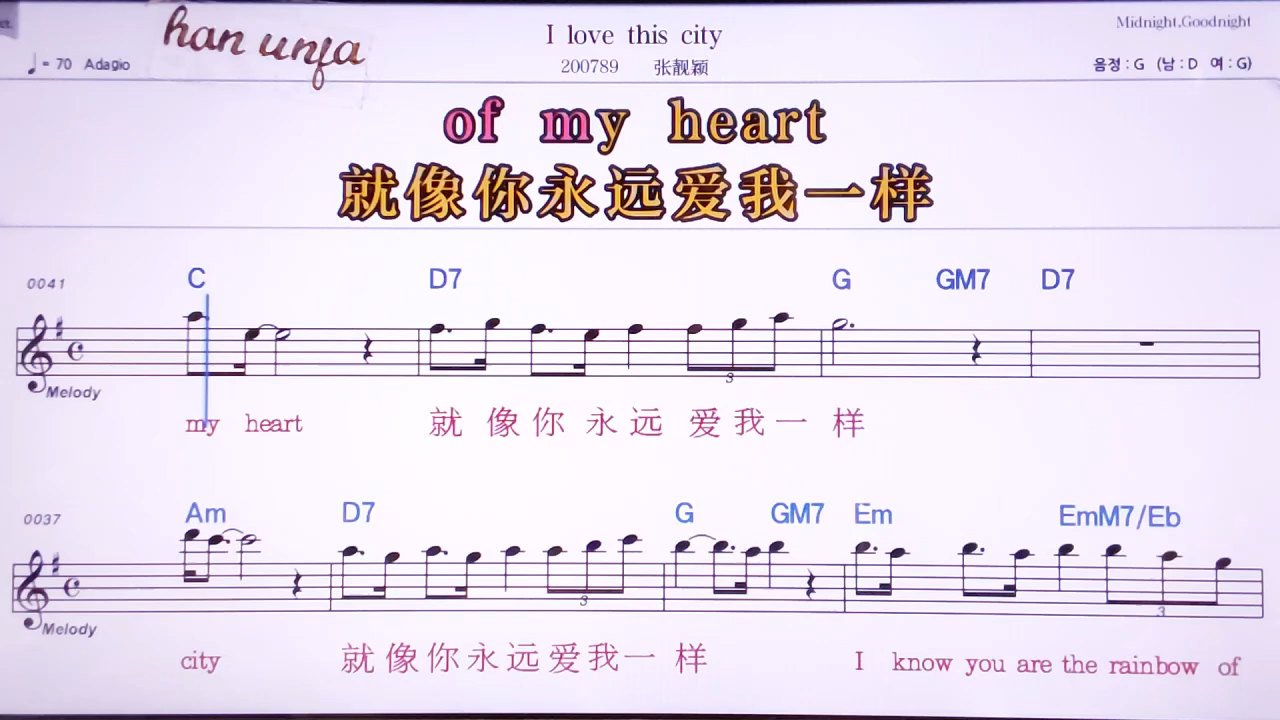 I love this city
Midnight,Goodnight
han unfa
♩= 70 Adagio
200789 张靓颖
음정 : G (남 : D 여 : G)
of my heart
就像你永远爱我一样
0041 C D7 G GM7 D7
Melody
3
my heart 就 像 你 永 远 爱 我 一 样
0037 Am D7 G GM7 Em EmM7/Eb
Melody
3 3
city 就 像 你 永 远 爱 我 一 样 I know you are the rainbow of